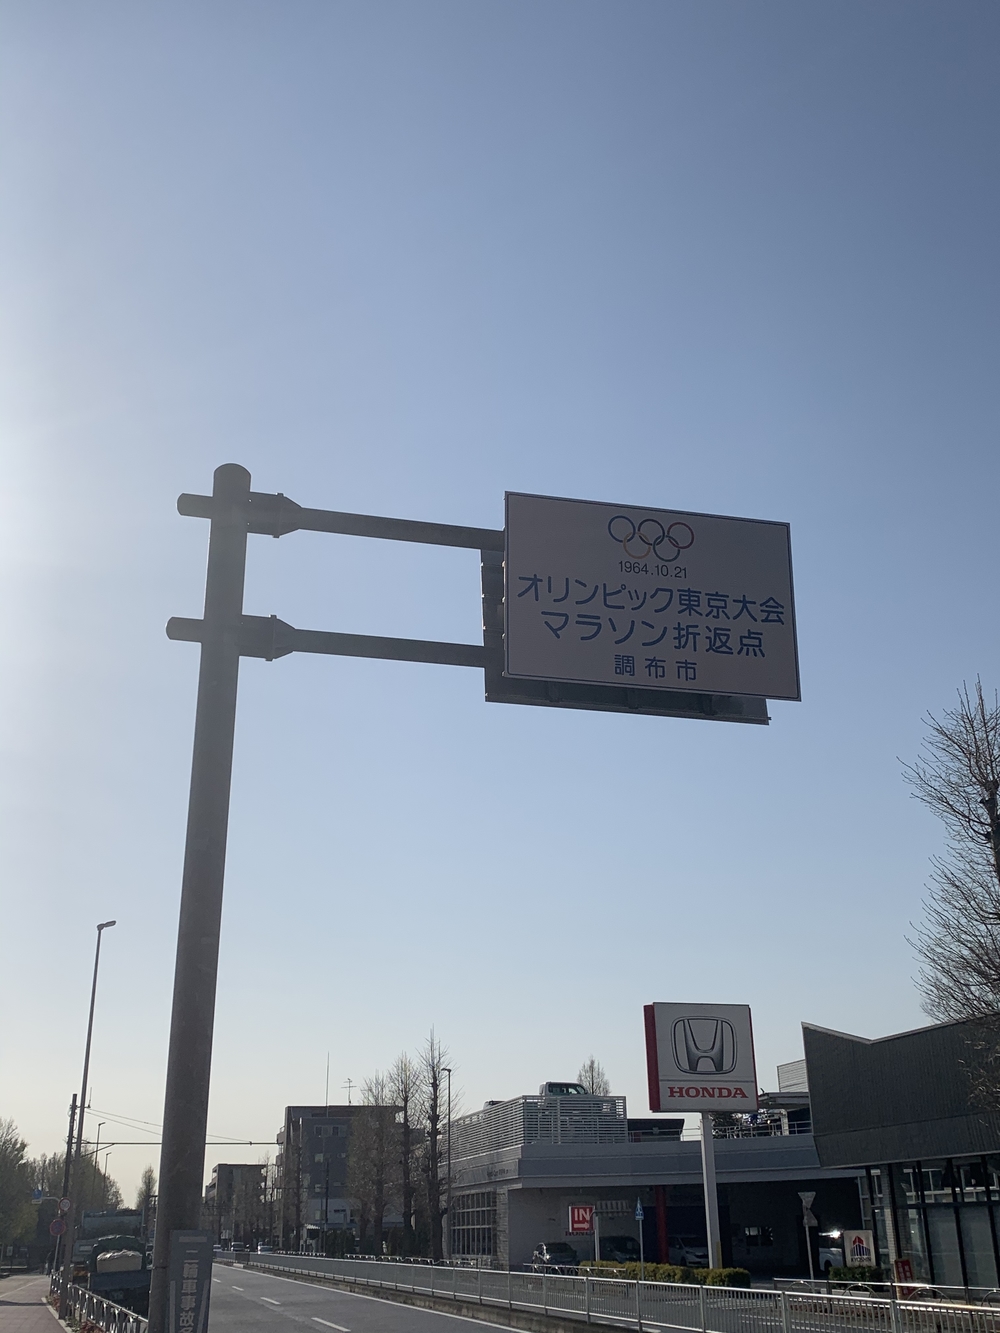 1964.10.21
オリンピック東京大会
マラソン折返点
調布市
HONDA
IN